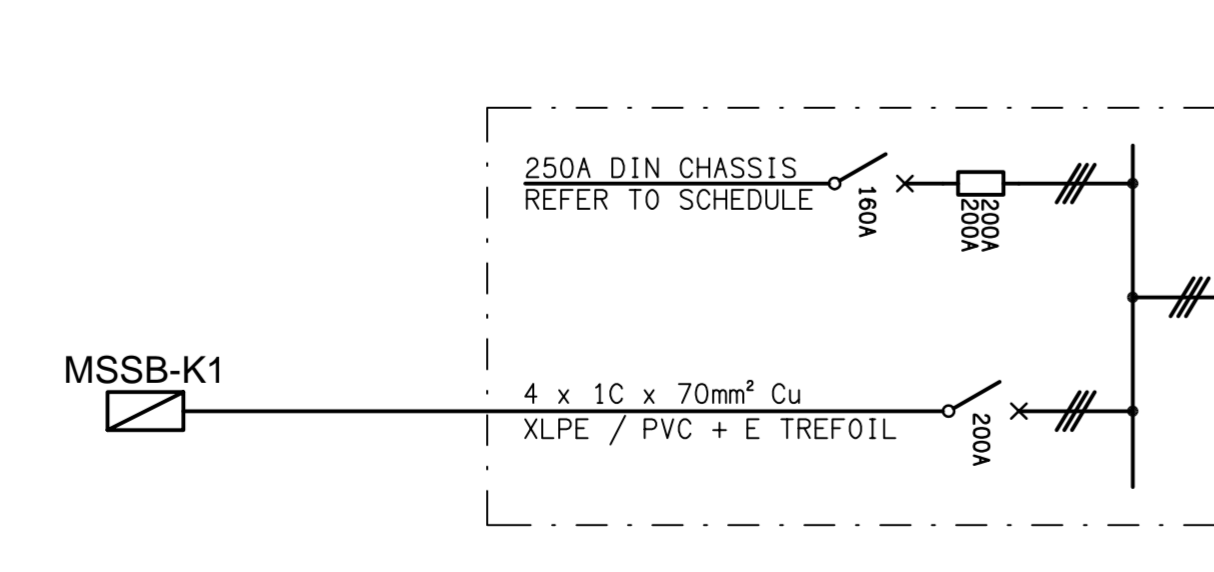 250A DIN CHASSIS
REFER TO SCHEDULE
160A
200A
200A
MSSB-K1
4 x 1C x 70mm² Cu
XLPE / PVC + E TREFOIL
200A